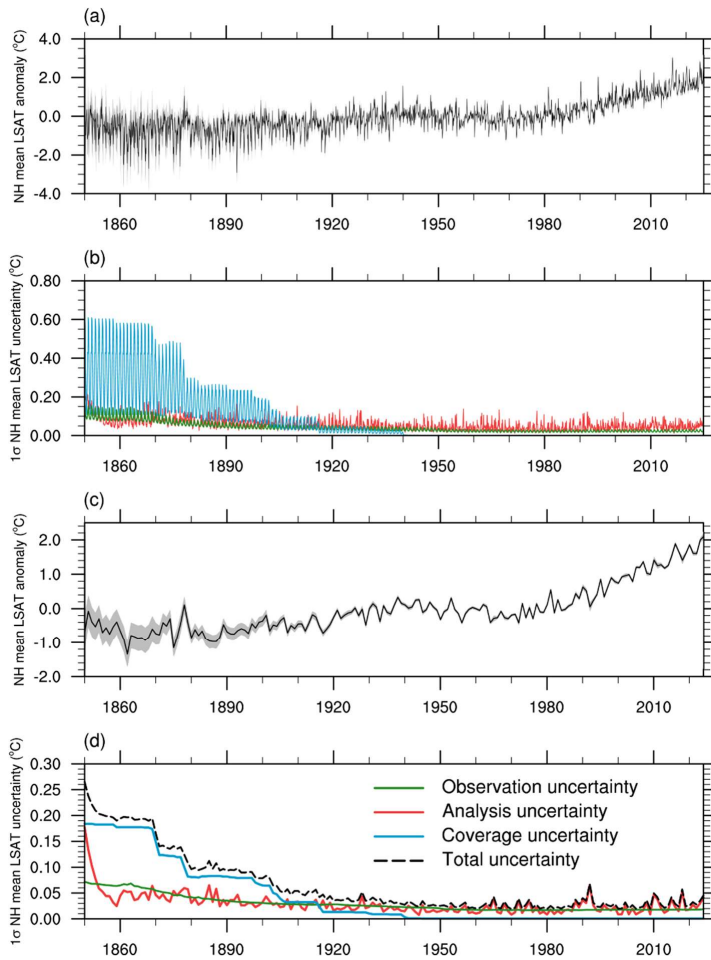 (a)
NH mean LSAT anomaly (°C)
4.0
2.0
0.0
-2.0
-4.0
1860 1890 1920 1950 1980 2010
(b)
1σ NH mean LSAT uncertainty (°C)
0.80
0.60
0.40
0.20
0.00
1860 1890 1920 1950 1980 2010
(c)
NH mean LSAT anomaly (°C)
2.0
1.0
0.0
-1.0
-2.0
1860 1890 1920 1950 1980 2010
(d)
1σ NH mean LSAT uncertainty (°C)
0.30
0.25
0.20
0.15
0.10
0.05
0.00
Observation uncertainty
Analysis uncertainty
Coverage uncertainty
Total uncertainty
1860 1890 1920 1950 1980 2010